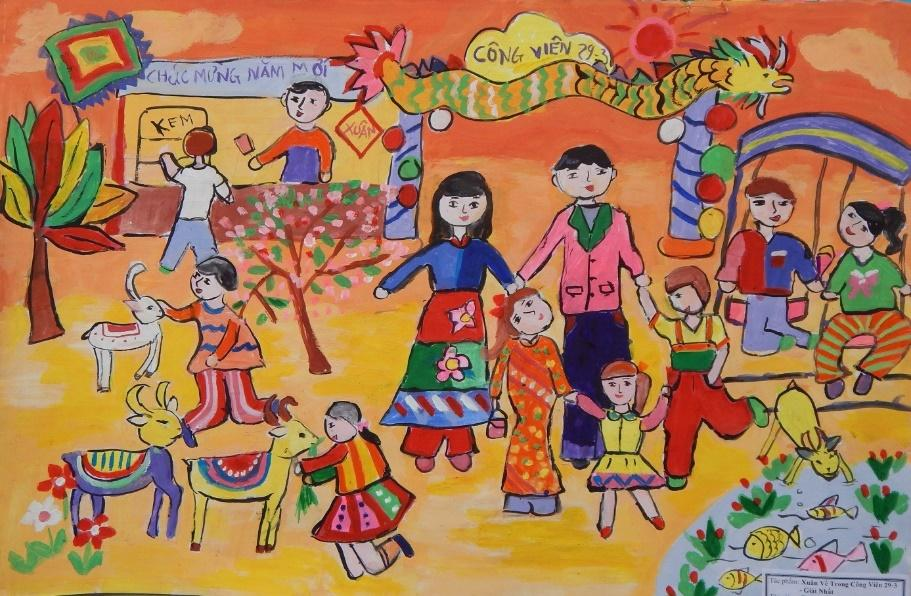 CÔNG VIÊN 29-3
CHÚC MỪNG NĂM MỚI
KEM
XUÂN
Tác phẩm: Xuân Về Trong Công Viên 29-3
- Giải Nhất